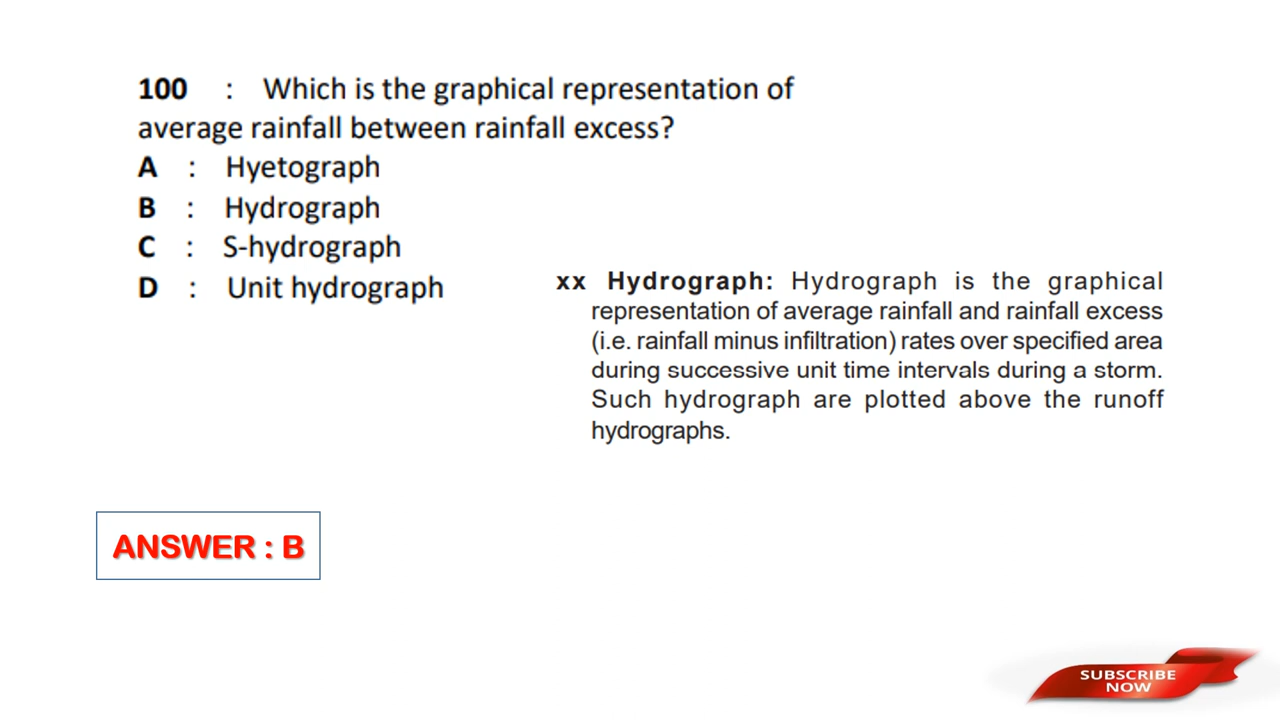 100 : Which is the graphical representation of
average rainfall between rainfall excess?
A : Hyetograph
B : Hydrograph
C : S-hydrograph
D : Unit hydrograph
xx Hydrograph: Hydrograph is the graphical
representation of average rainfall and rainfall excess
(i.e. rainfall minus infiltration) rates over specified area
during successive unit time intervals during a storm.
Such hydrograph are plotted above the runoff
hydrographs.
ANSWER : B
SUBSCRIBE
NOW